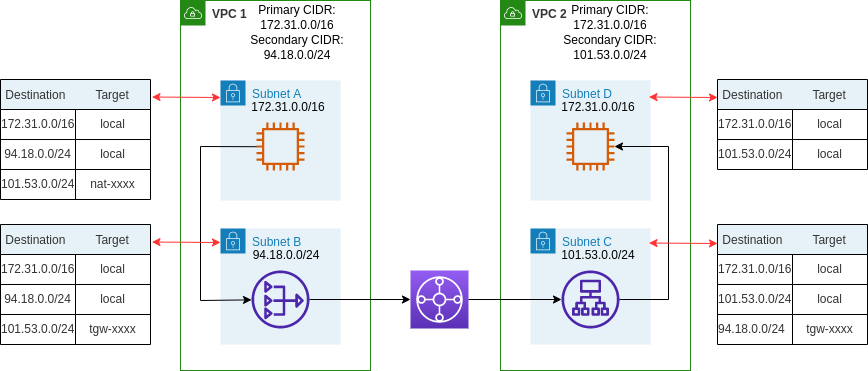 VPC 1
Primary CIDR:
172.31.0.0/16
Secondary CIDR:
94.18.0.0/24
VPC 2
Primary CIDR:
172.31.0.0/16
Secondary CIDR:
101.53.0.0/24
Destination Target
172.31.0.0/16 local
94.18.0.0/24 local
101.53.0.0/24 nat-xxxx
Subnet A
172.31.0.0/16
Subnet D
172.31.0.0/16
Destination Target
172.31.0.0/16 local
101.53.0.0/24 local
Destination Target
172.31.0.0/16 local
94.18.0.0/24 local
101.53.0.0/24 tgw-xxxx
Subnet B
94.18.0.0/24
Subnet C
101.53.0.0/24
Destination Target
172.31.0.0/16 local
101.53.0.0/24 local
94.18.0.0/24 tgw-xxxx